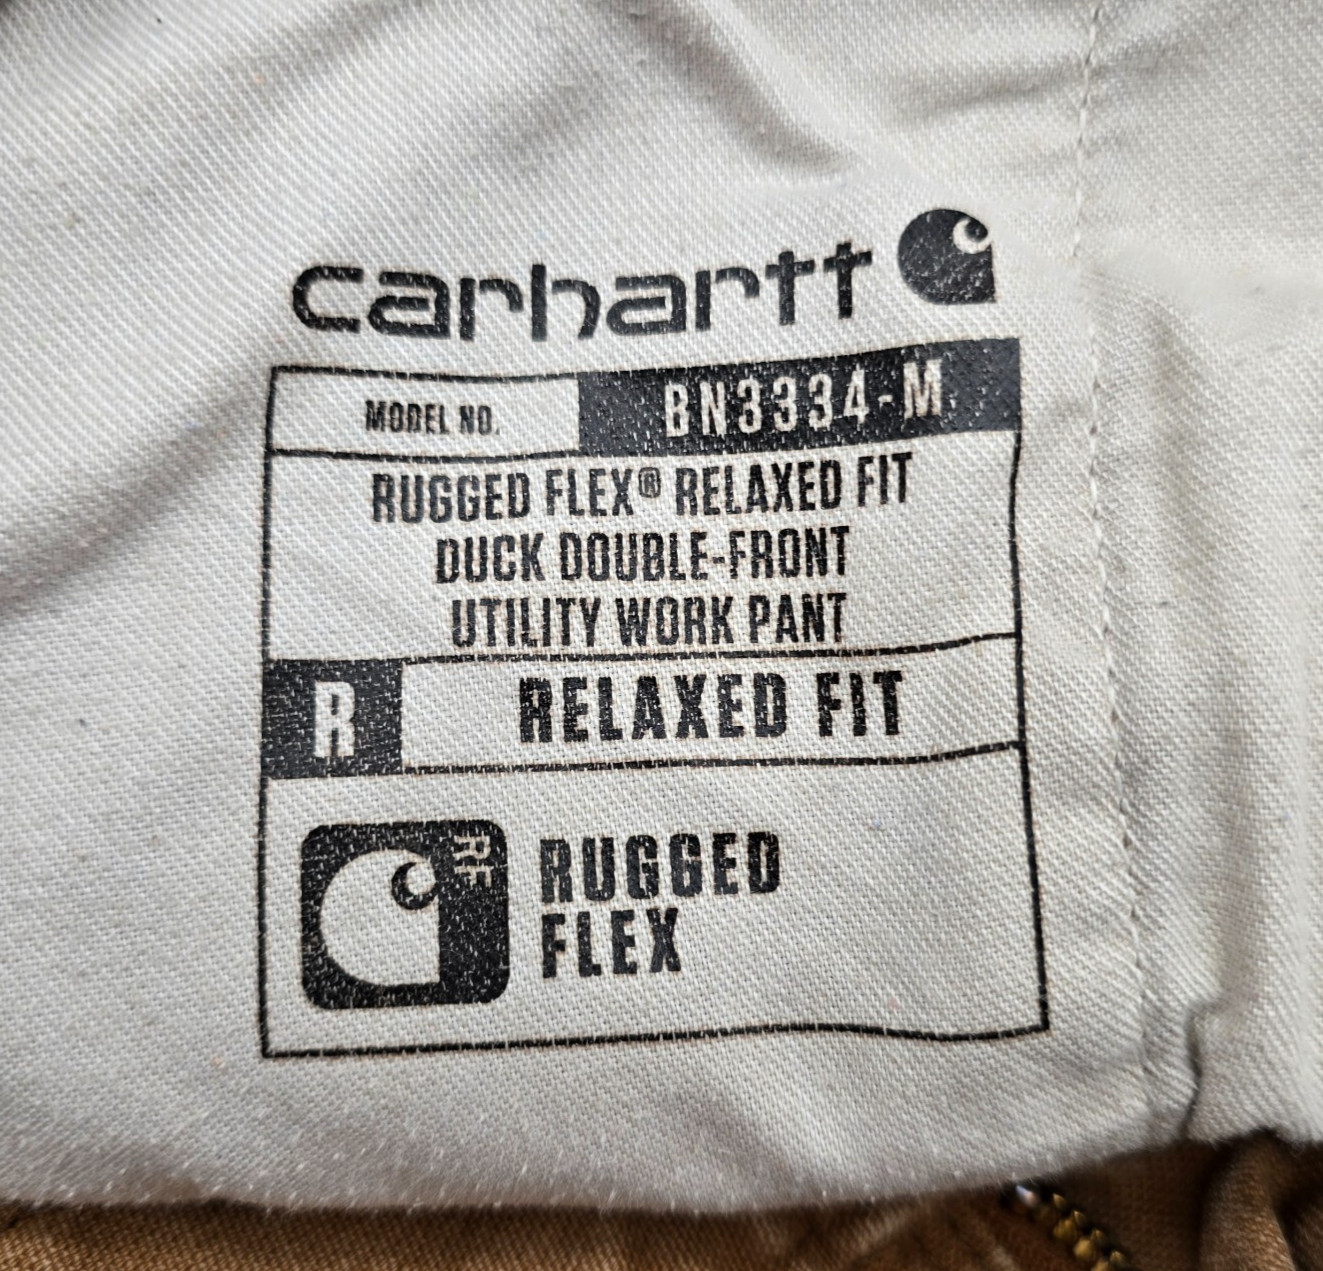 carhartt
MODEL NO. BN3334-M
RUGGED FLEX® RELAXED FIT
DUCK DOUBLE-FRONT
UTILITY WORK PANT
R RELAXED FIT
RF
RUGGED
FLEX